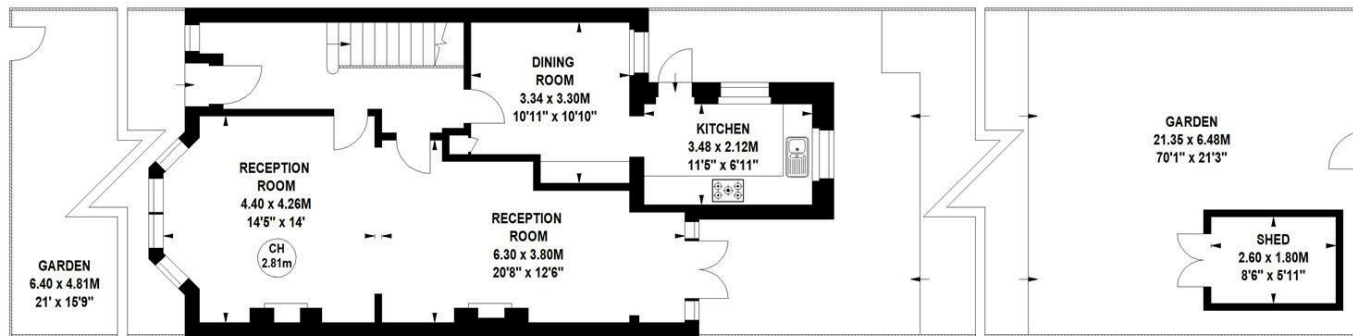 GARDEN
6.40 x 4.81M
21' x 15'9"
RECEPTION
ROOM
4.40 x 4.26M
14'5" x 14'
CH
2.81m
DINING
ROOM
3.34 x 3.30M
10'11" x 10'10"
KITCHEN
3.48 x 2.12M
11'5" x 6'11"
RECEPTION
ROOM
6.30 x 3.80M
20'8" x 12'6"
GARDEN
21.35 x 6.48M
70'1" x 21'3"
SHED
2.60 x 1.80M
8'6" x 5'11"